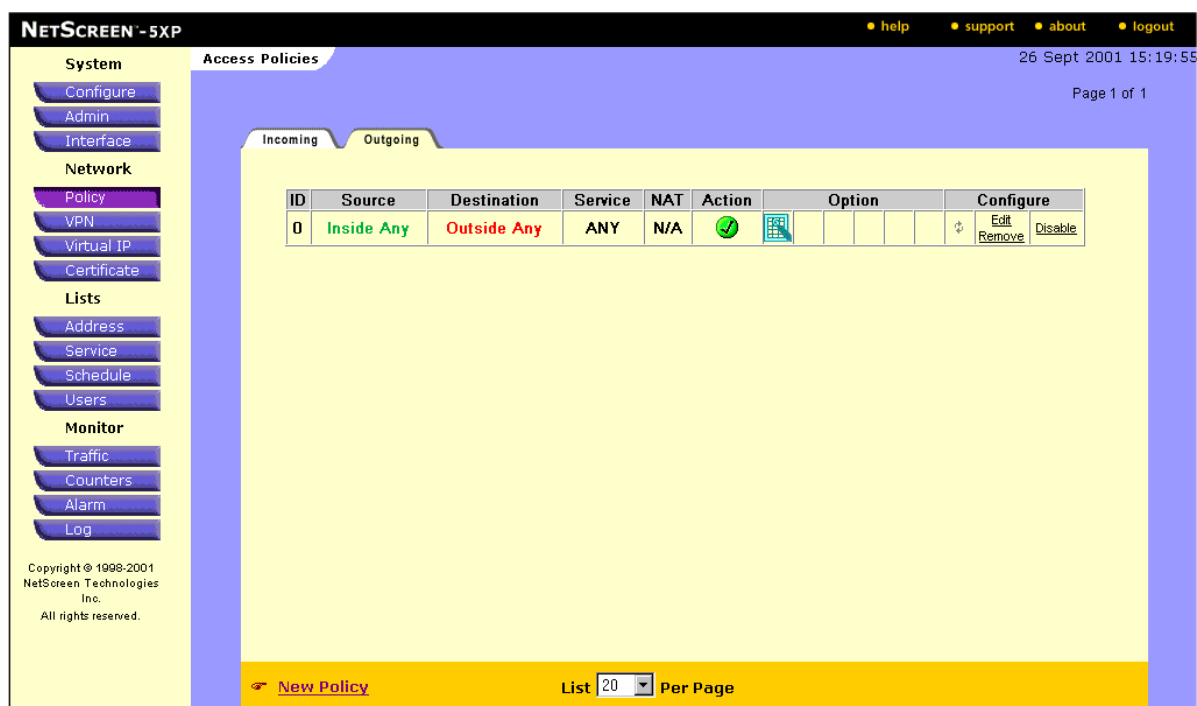 NETSCREEN™-5XP
• help • support • about • logout
System
Configure
Admin
Interface
Network
Policy
VPN
Virtual IP
Certificate
Lists
Address
Service
Schedule
Users
Monitor
Traffic
Counters
Alarm
Log
Copyright © 1998-2001
NetScreen Technologies
Inc.
All rights reserved.
Access Policies
26 Sept 2001 15:19:55
Page 1 of 1
Incoming Outgoing
ID Source Destination Service NAT Action Option Configure
0 Inside Any Outside Any ANY N/A Edit Remove Disable
New Policy List 20 Per Page